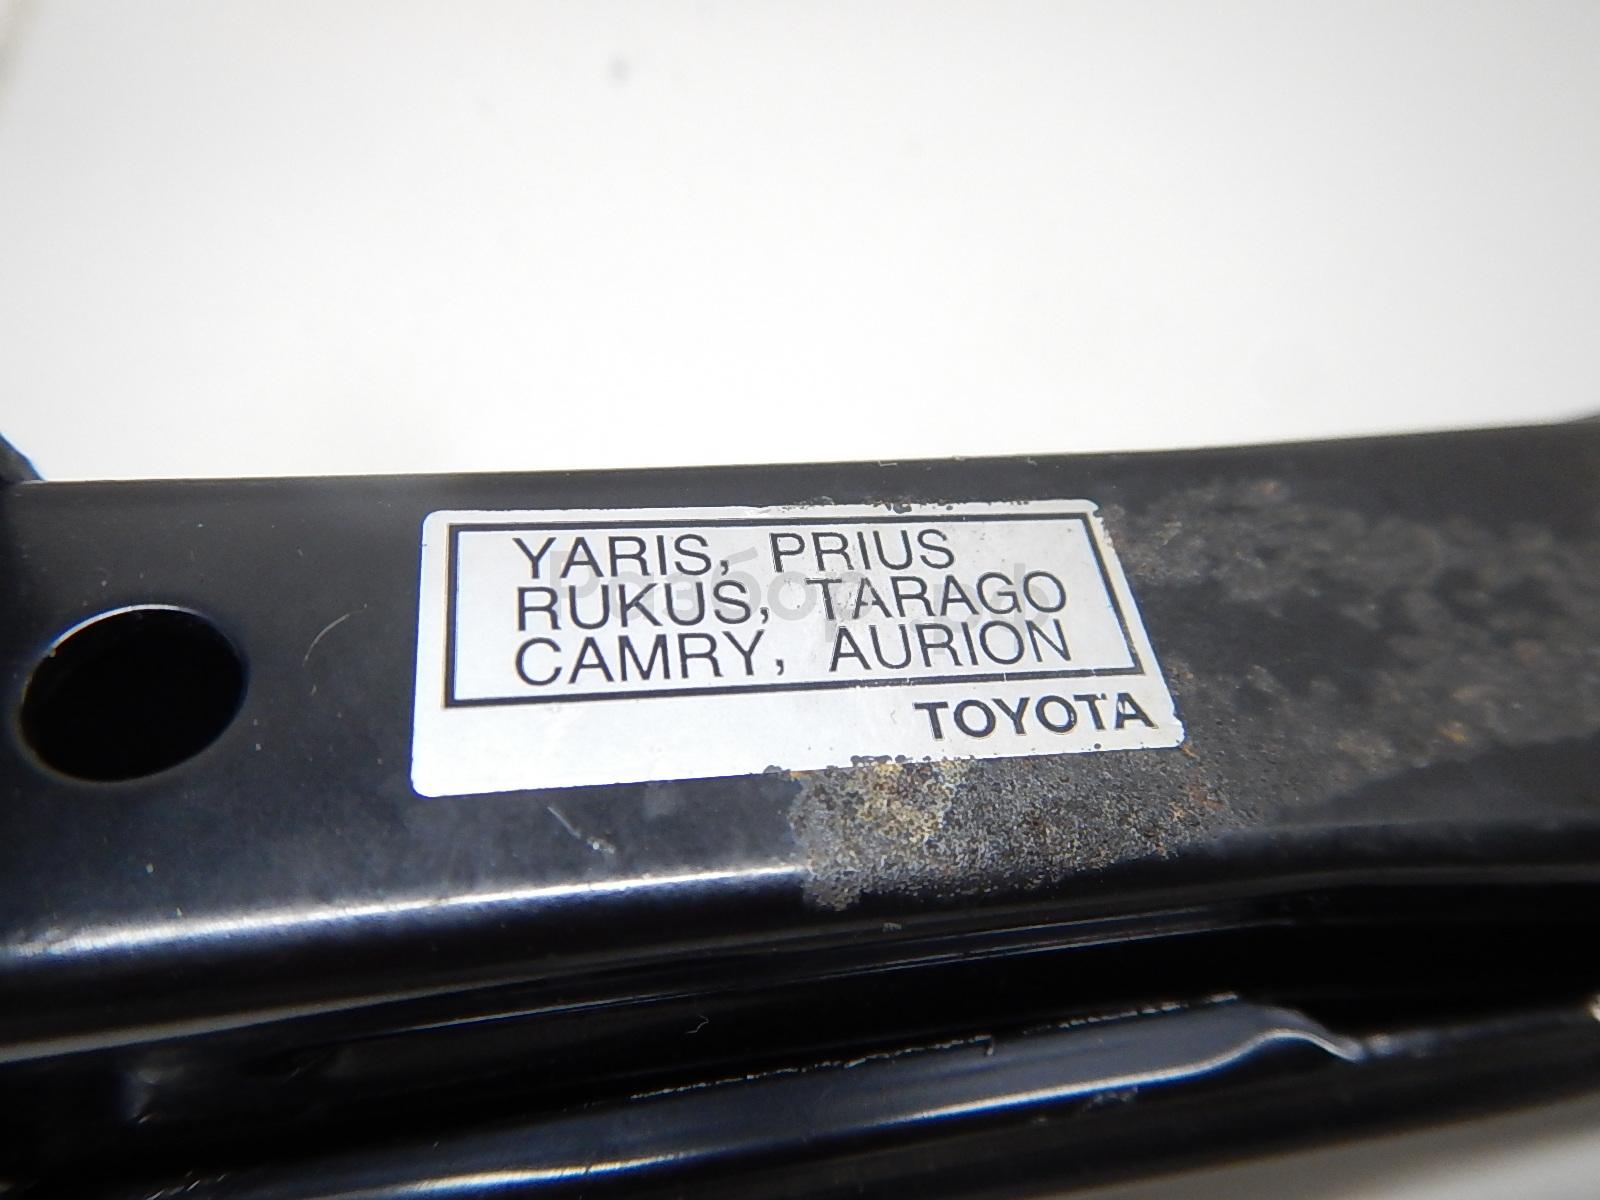 YARIS, PRIUS
RUKUS, TARAGO
CAMRY, AURION
TOYOTA